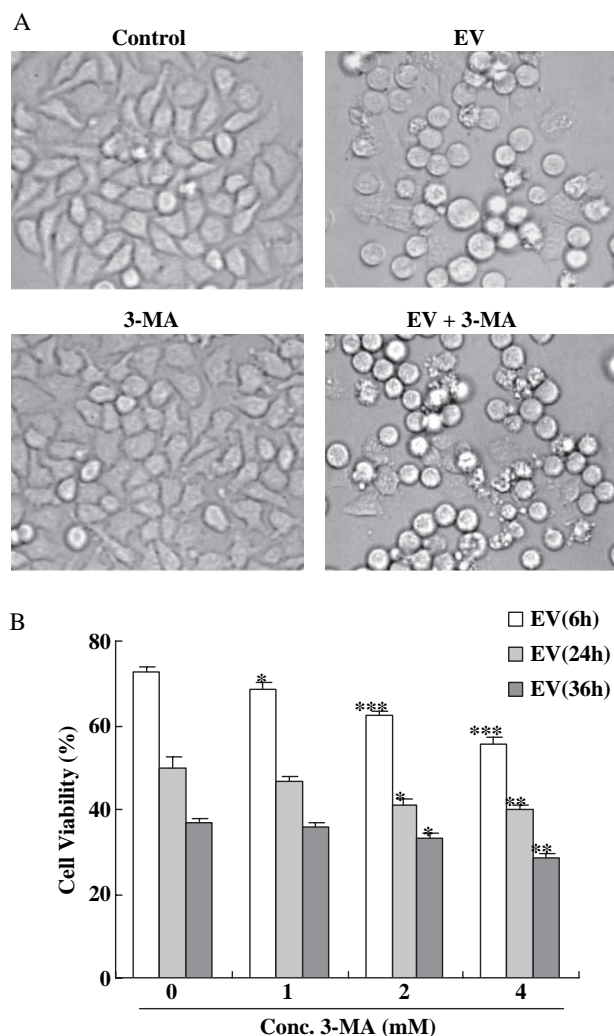 A
Control EV
3-MA EV + 3-MA
B
EV(6h)
EV(24h)
EV(36h)
80
60
40
20
0
Cell Viability (%)
* *** ***
* **
* **
0 1 2 4
Conc. 3-MA (mM)